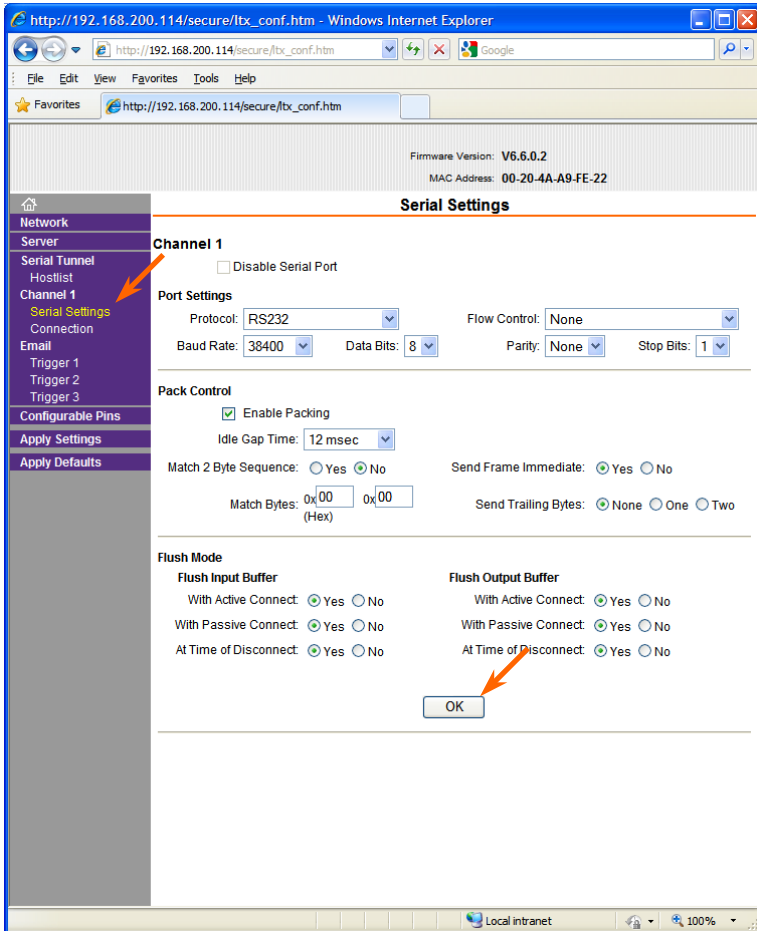 http://192.168.200.114/secure/ltx_conf.htm - Windows Internet Explorer
http://192.168.200.114/secure/ltx_conf.htm
Google
File Edit View Favorites Tools Help
Favorites
http://192.168.200.114/secure/ltx_conf.htm
Firmware Version: V6.6.0.2
MAC Address: 00-20-4A-A9-FE-22
Network
Server
Serial Tunnel
Hostlist
Channel 1
Serial Settings
Connection
Email
Trigger 1
Trigger 2
Trigger 3
Configurable Pins
Apply Settings
Apply Defaults
Serial Settings
Channel 1
Disable Serial Port
Port Settings
Protocol: RS232 Flow Control: None
Baud Rate: 38400 Data Bits: 8 Parity: None Stop Bits: 1
Pack Control
Enable Packing
Idle Gap Time: 12 msec
Match 2 Byte Sequence: Yes No Send Frame Immediate: Yes No
Match Bytes: 0x 00 0x 00 Send Trailing Bytes: None One Two
(Hex)
Flush Mode
Flush Input Buffer Flush Output Buffer
With Active Connect: Yes No With Active Connect: Yes No
With Passive Connect: Yes No With Passive Connect: Yes No
At Time of Disconnect: Yes No At Time of Disconnect: Yes No
OK
Local intranet 100%